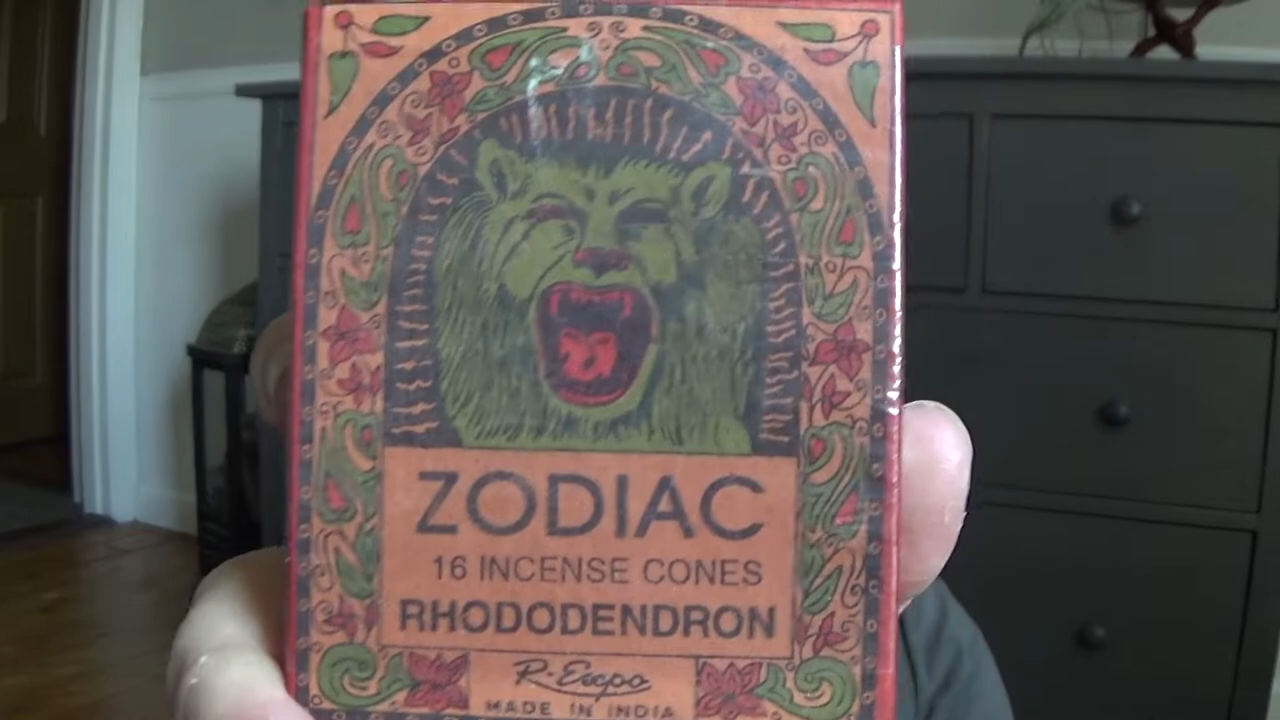 ZODIAC
16 INCENSE CONES
RHODODENDRON
R-Expo
MADE IN INDIA